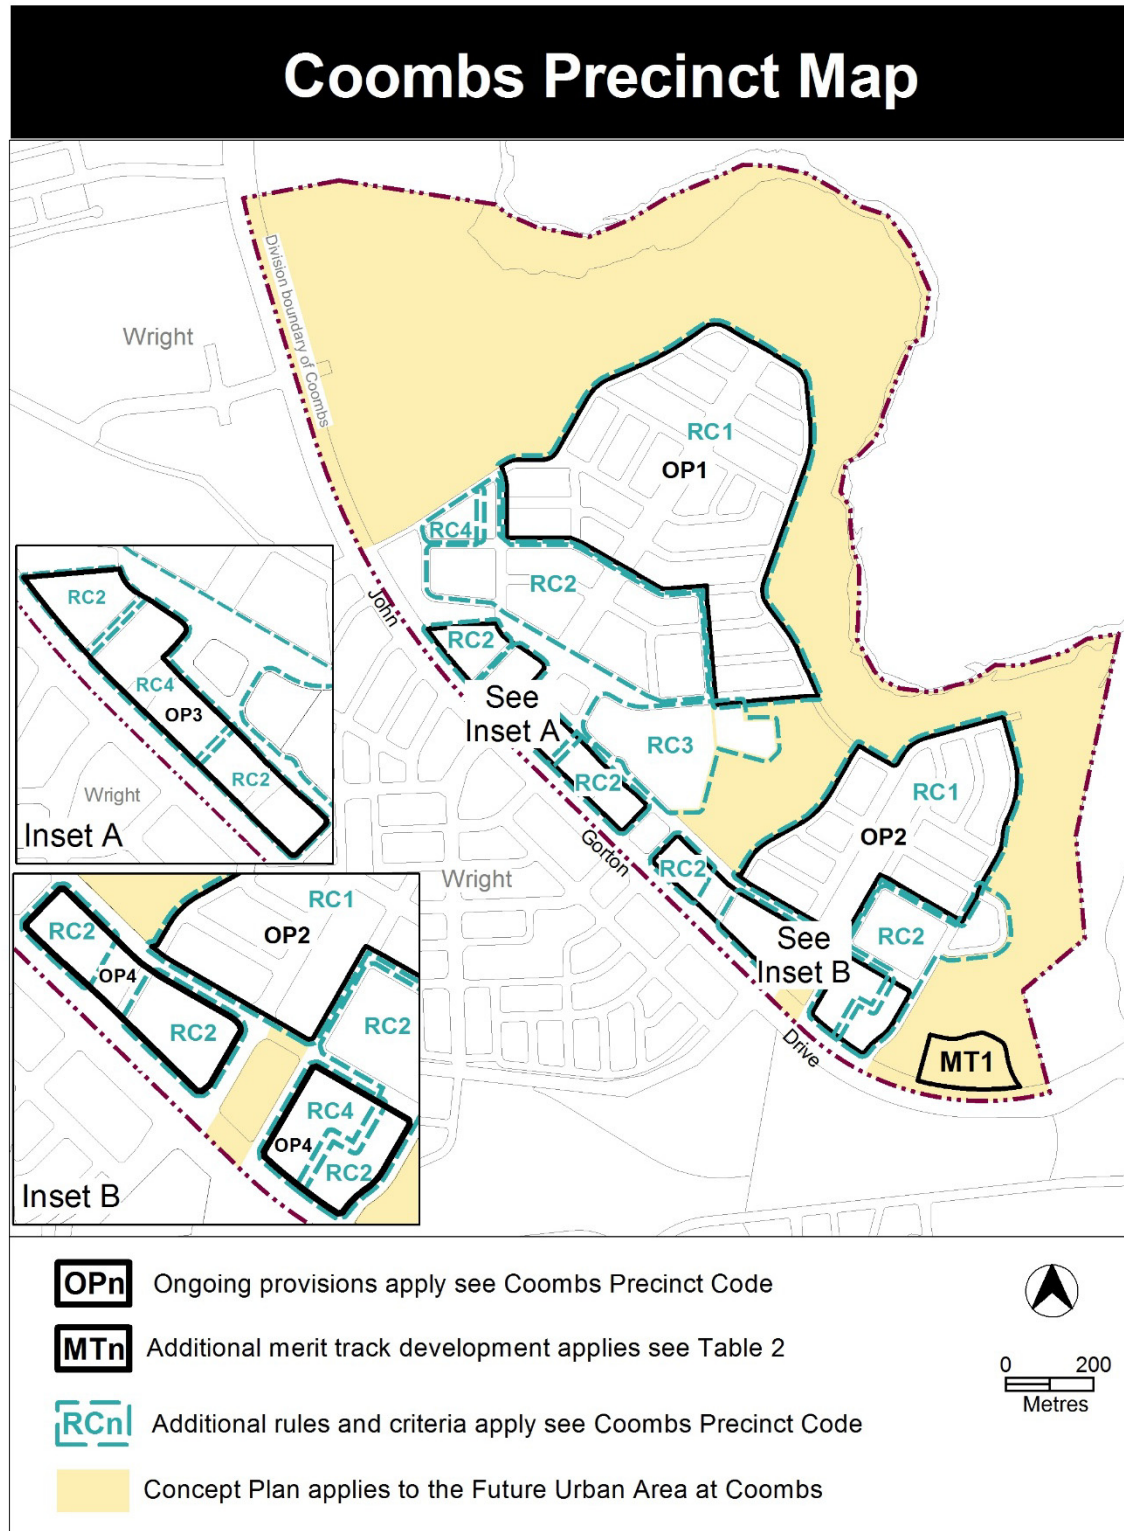 Coombs Precinct Map
Division boundary of Coombs
Wright
RC1
OP1
RC4
RC2
John
RC2
See
Inset A
RC3
RC2
Gorton
RC1
OP2
RC2
Wright
RC2
See
Inset B
Drive
MT1
RC2
RC4
OP3
RC2
Wright
Inset A
RC1
OP2
RC2
OP4
RC2
RC2
RC4
OP4
RC2
Inset B
OPn Ongoing provisions apply see Coombs Precinct Code
MTn Additional merit track development applies see Table 2
RCn Additional rules and criteria apply see Coombs Precinct Code
Concept Plan applies to the Future Urban Area at Coombs
0 200
Metres